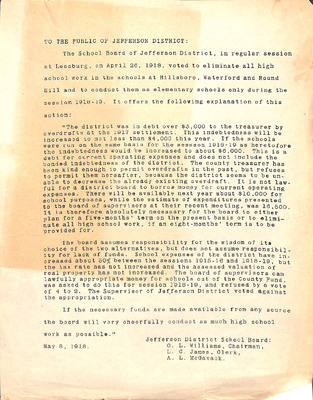 TO THE PUBLIC OF JEFFERSON DISTRICT:
The School Board of Jefferson District, in regular session
at Leesburg, on April 26, 1918, voted to eliminate all high
school work in the schools at Hillsboro, Waterford and Round
Hill and to conduct them as elementary schools only during the
session 1918-19. It offers the following explanation of this
action:
"The district was in debt over $3,000 to the treasurer by
overdrafts at the 1917 settlement. This indebtedness will be
increased to not less than $4,000 this year. If the schools
were run on the same basis for the session 1918-19 as heretofore
the indebtedness would be increased to about $6,000. This is a
debt for current operating expenses and does not include the
bonded indebtedness of the district. The county treasurer has
been kind enough to permit overdrafts in the past, but refuses
to permit them hereafter, because the district seems to be un-
able to extinguish the already existing deficit. It is not law-
ful for a district to borrow money for current operating
expenses. There will be available next year about $10,000 for
school purposes, while the estimate of expenditures presented
to the board of supervisors at their recent meeting, was 16,500.
It is therefore absolutely necessary for the board to either
plan for a five-months' term on the present basis or to elimi-
nate all high school work, if an eight-months' term is to be
provided for.
The board assumes responsibility for the wisdom of its
choice of the two alternatives, but does not assume responsibil-
ity for lack of funds. School expenses of the district have in-
creased about 50% between the sessions 1915-16 and 1918-19, but
the tax rate has not increased and the assessed valuation of
real property has not increased. The board of supervisors can
lawfully appropriate money for schools out of the County Fund,
was asked to do this for session 1918-19, and refused by a vote
of 4 to 2. The Supervisor of Jefferson District voted against
the appropriation.
If the necessary funds are made available from any source
the board will very cheerfully conduct as much high school
work as possible."
Jefferson District School Board:
May 8, 1918. O. L. Williams, Chairman,
L. C. James, Clerk,
A. L. McGavack.